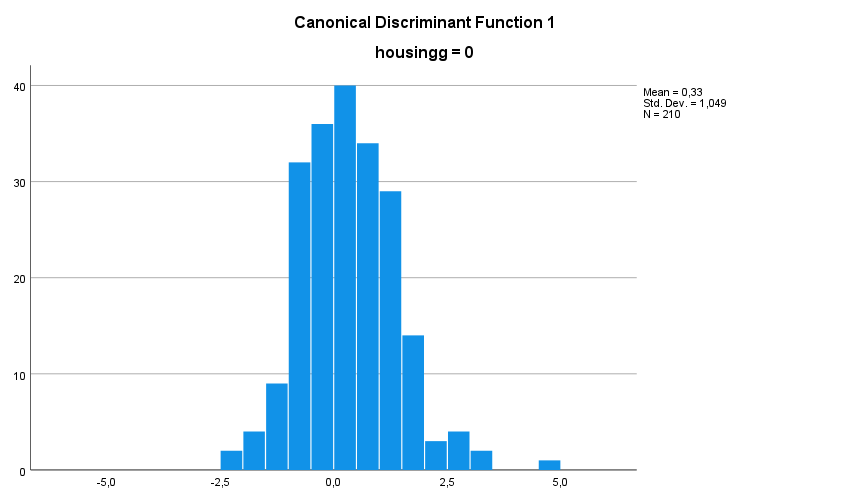 Canonical Discriminant Function 1
housingg = 0
Mean = 0,33
Std. Dev. = 1,049
N = 210
40
30
20
10
0
-5,0 -2,5 0,0 2,5 5,0